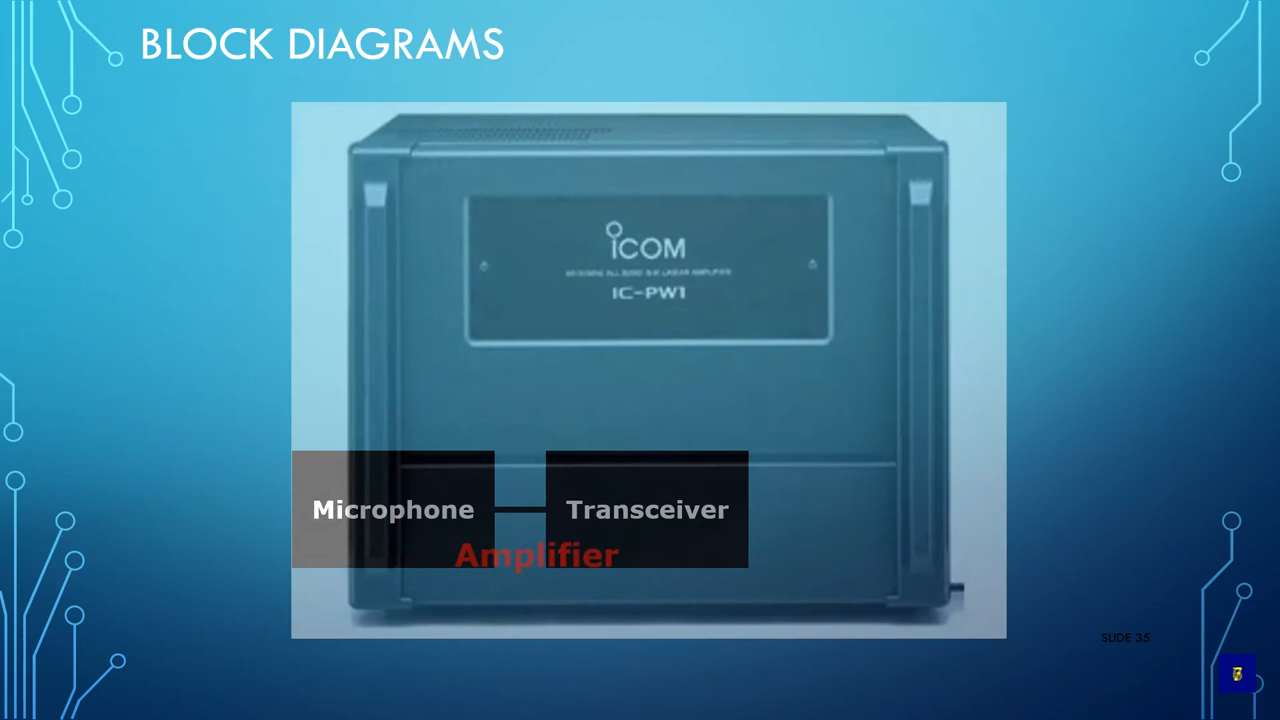 BLOCK DIAGRAMS
ICOM
IC-PW1
Microphone
Transceiver
Amplifier
SLIDE 35